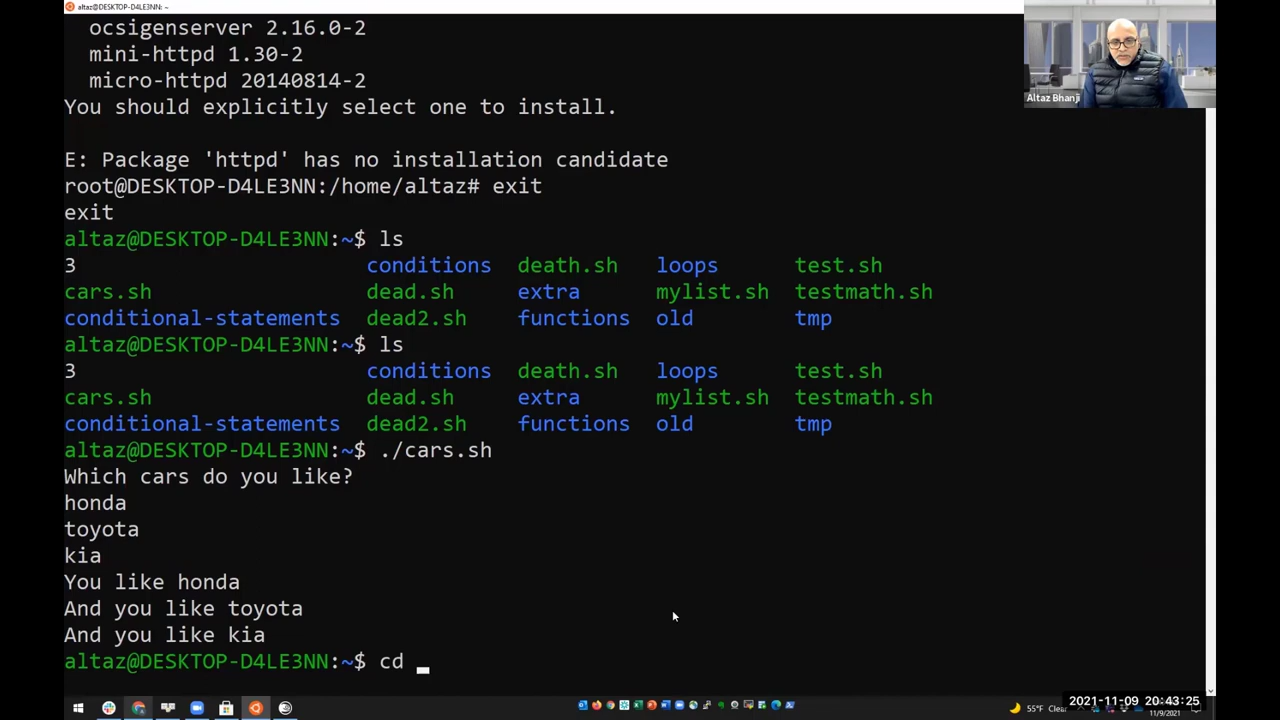 altaz@DESKTOP-D4LE3NN: ~
ocsigenserver 2.16.0-2
mini-httpd 1.30-2
micro-httpd 20140814-2
You should explicitly select one to install.
E: Package 'httpd' has no installation candidate
root@DESKTOP-D4LE3NN:/home/altaz# exit
exit
altaz@DESKTOP-D4LE3NN:~$ ls
3 conditions death.sh loops test.sh
cars.sh dead.sh extra mylist.sh testmath.sh
conditional-statements dead2.sh functions old tmp
altaz@DESKTOP-D4LE3NN:~$ ls
3 conditions death.sh loops test.sh
cars.sh dead.sh extra mylist.sh testmath.sh
conditional-statements dead2.sh functions old tmp
altaz@DESKTOP-D4LE3NN:~$ ./cars.sh
Which cars do you like?
honda
toyota
kia
You like honda
And you like toyota
And you like kia
altaz@DESKTOP-D4LE3NN:~$ cd _
Altaz Bhanji
55°F Clear
2021-11-09 20:43:25
11/9/2021